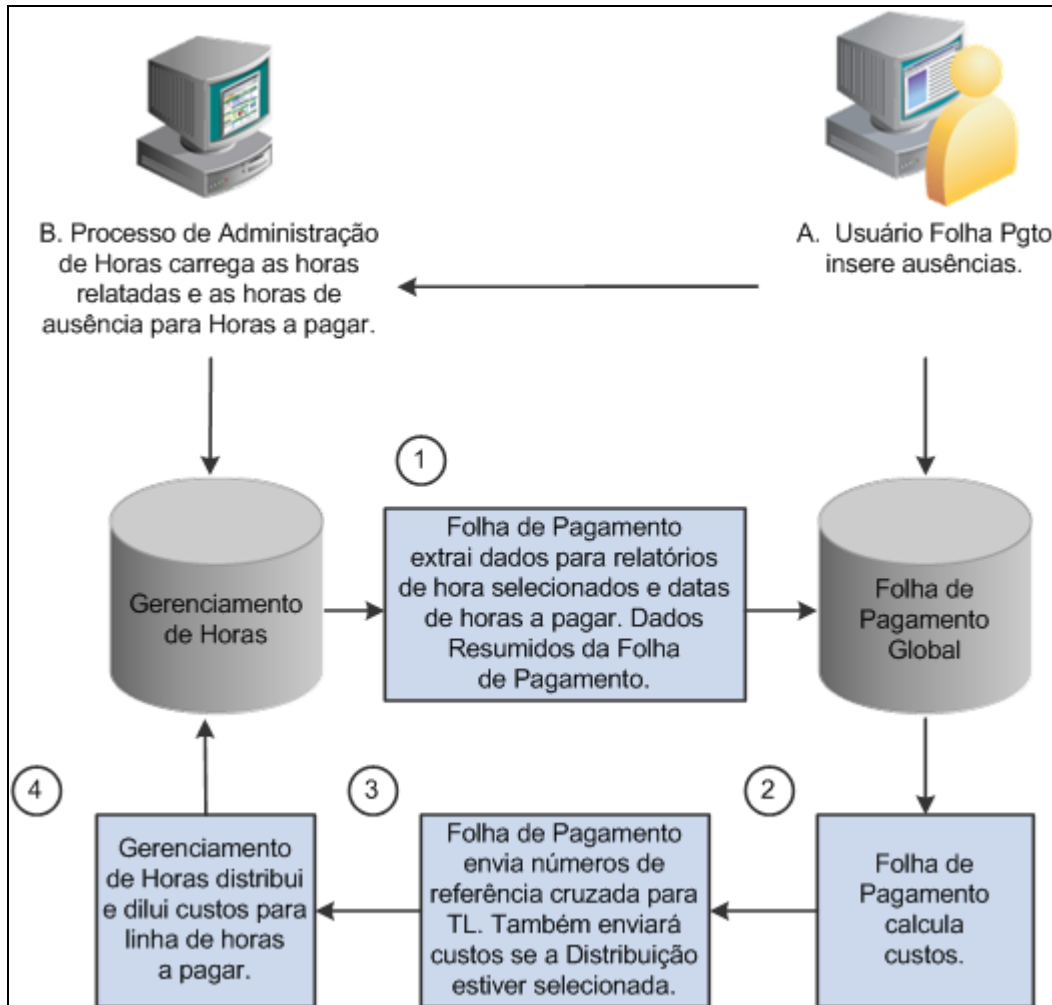 B. Processo de Administração
de Horas carrega as horas
relatadas e as horas de
ausência para Horas a pagar.
A. Usuário Folha Pgto
insere ausências.
1
Gerenciamento
de Horas
Folha de Pagamento
extrai dados para relatórios
de hora selecionados e datas
de horas a pagar. Dados
Resumidos da Folha
de Pagamento.
Folha de
Pagamento
Global
4
Gerenciamento
de Horas distribui
e dilui custos para
linha de horas
a pagar.
3
Folha de Pagamento
envia números de
referência cruzada para
TL. Também enviará
custos se a Distribuição
estiver selecionada.
2
Folha de
Pagamento
calcula
custos.